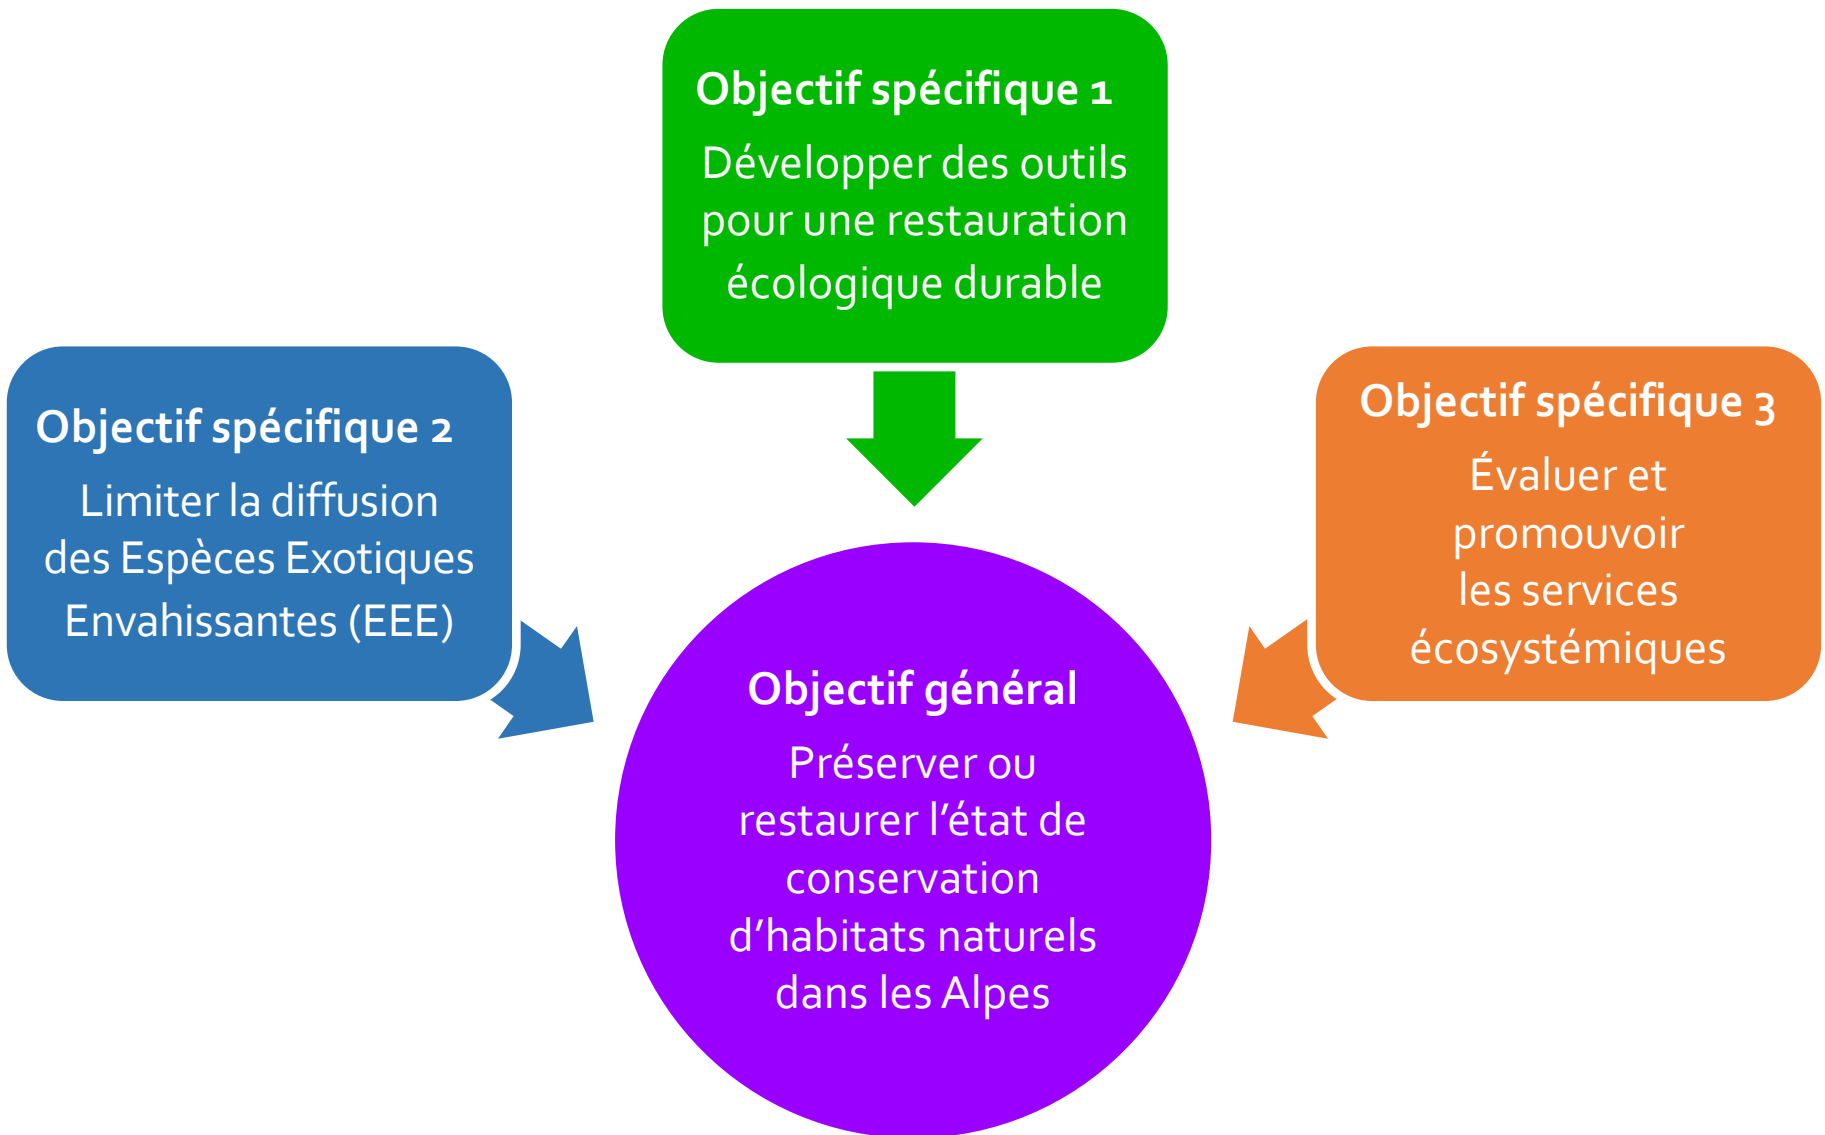 Objectif spécifique 1
Développer des outils
pour une restauration
écologique durable
Objectif spécifique 2
Limiter la diffusion
des Espèces Exotiques
Envahissantes (EEE)
Objectif spécifique 3
Évaluer et
promouvoir
les services
écosystémiques
Objectif général
Préserver ou
restaurer l’état de
conservation
d’habitats naturels
dans les Alpes